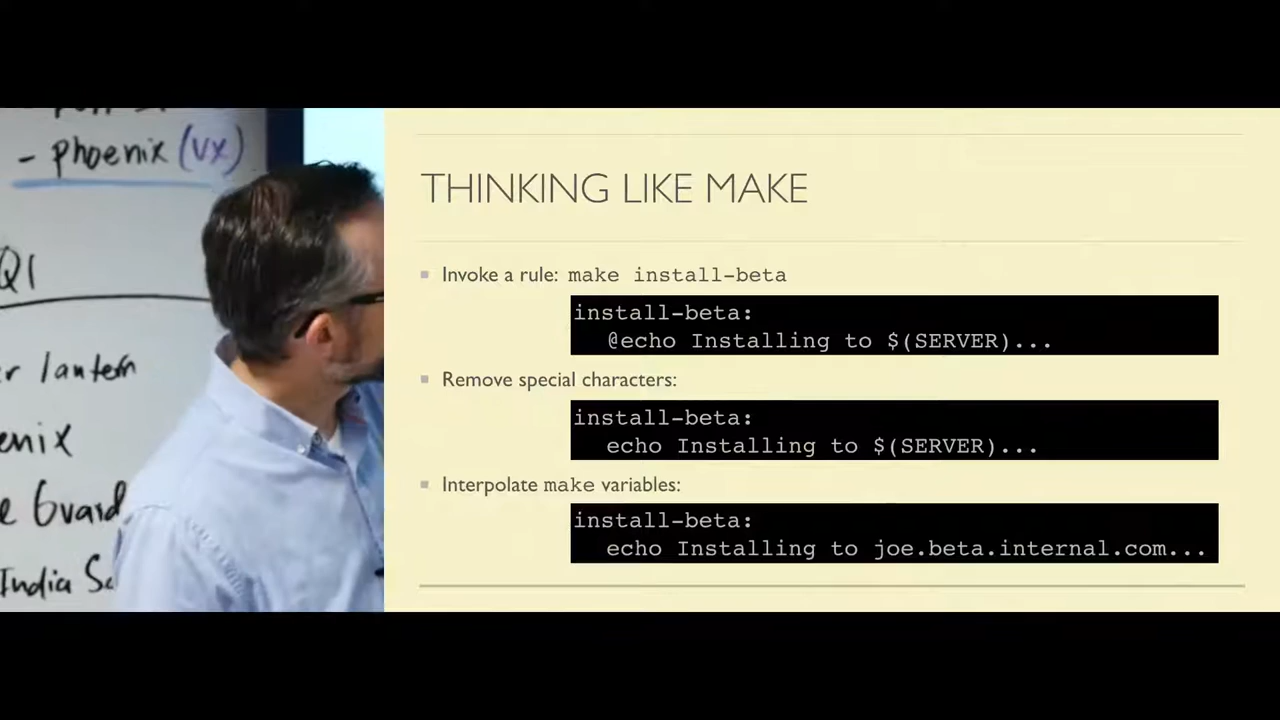 - phoenix (vx)
Q1
lantern
India
THINKING LIKE MAKE
Invoke a rule: make install-beta
install-beta:
@echo Installing to $(SERVER)...
Remove special characters:
install-beta:
echo Installing to $(SERVER)...
Interpolate make variables:
install-beta:
echo Installing to joe.beta.internal.com...